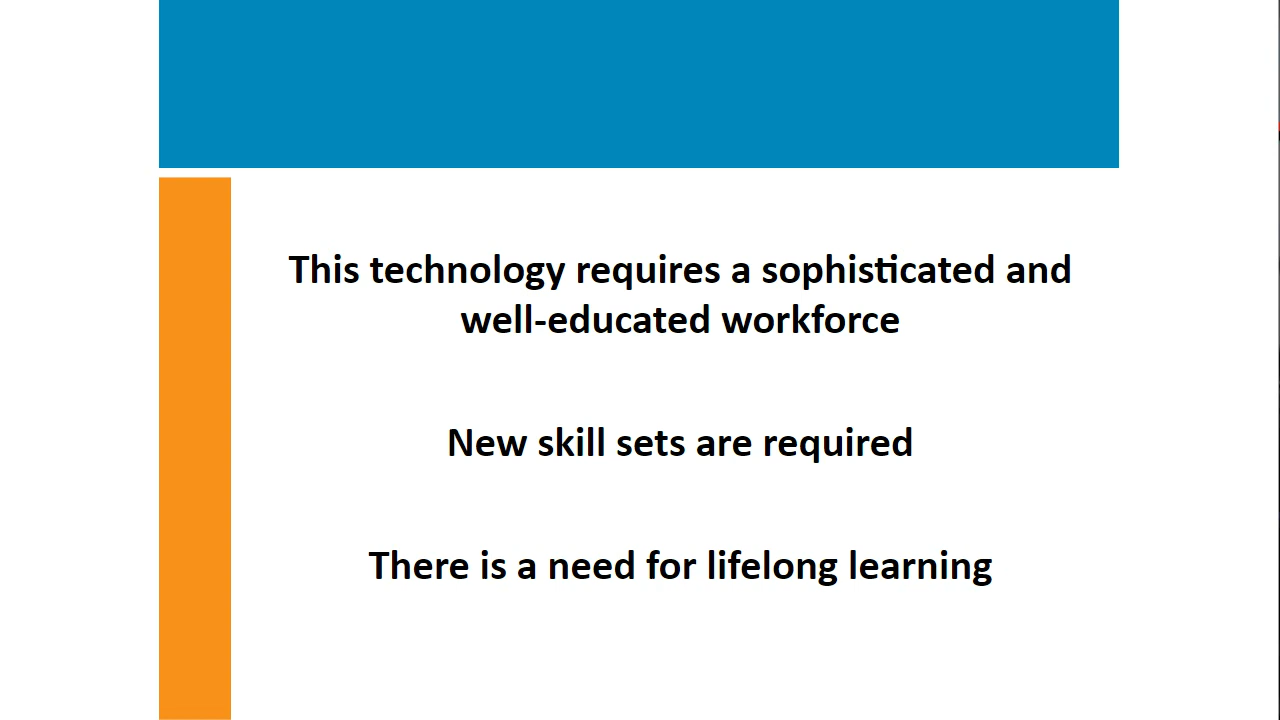 This technology requires a sophisticated and
well-educated workforce
New skill sets are required
There is a need for lifelong learning